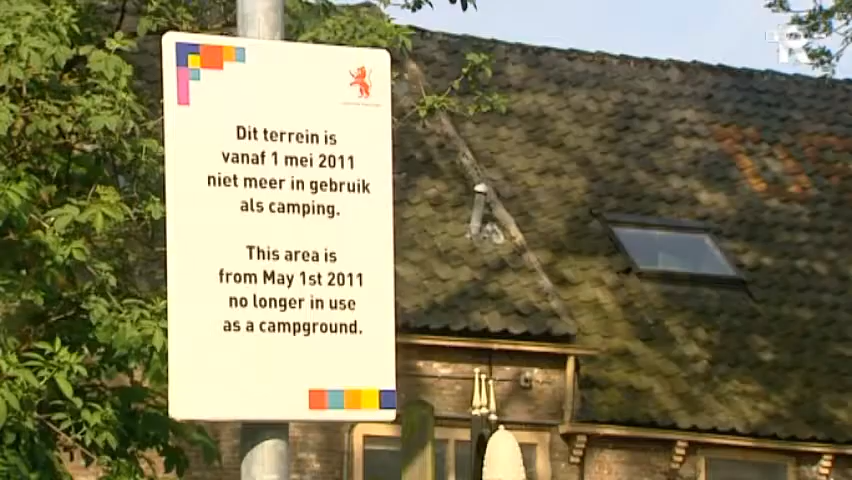 Dit terrein is
vanaf 1 mei 2011
niet meer in gebruik
als camping.
This area is
from May 1st 2011
no longer in use
as a campground.